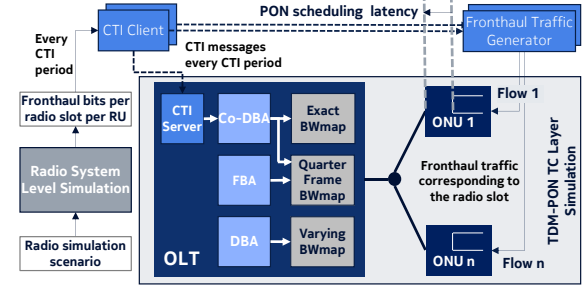 PON scheduling latency
Every
CTI
period
CTI Client
Fronthaul Traffic
Generator
CTI messages
every CTI period
Fronthaul bits per
radio slot per RU
Radio System
Level Simulation
Radio simulation
scenario
CTI
Server
Co-DBA
Exact
BWmap
FBA
Quarter
Frame
BWmap
DBA
Varying
BWmap
OLT
ONU 1
Flow 1
Fronthaul traffic
corresponding to
the radio slot
ONU n
Flow n
TDM-PON TC Layer
Simulation